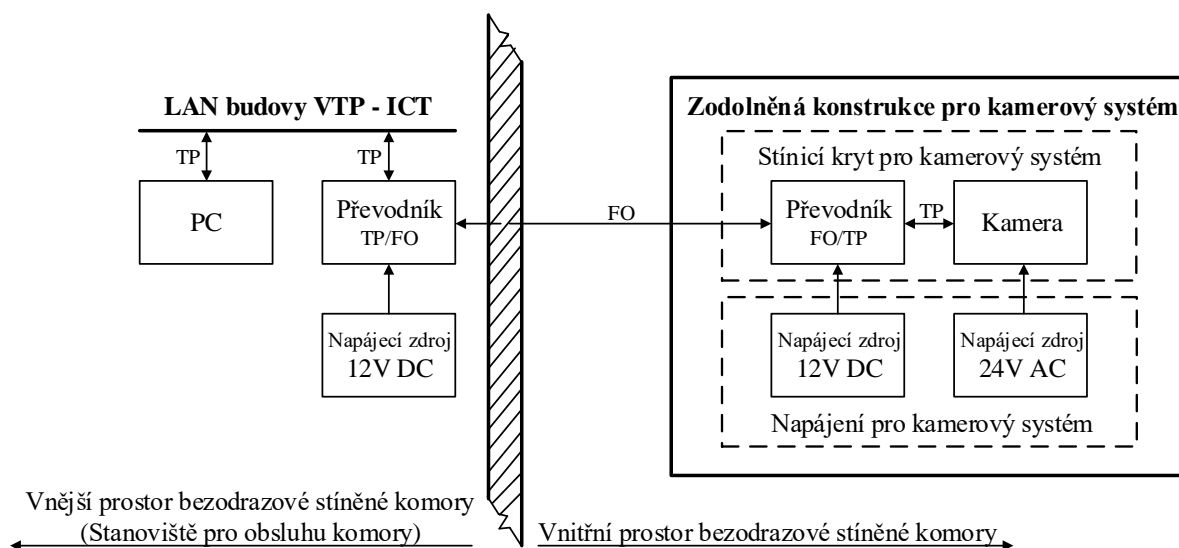 LAN budovy VTP - ICT
TP
TP
PC
Převodník
TP/FO
Napájecí zdroj
12V DC
FO
Zodolněná konstrukce pro kamerový systém
Stínicí kryt pro kamerový systém
Převodník
FO/TP
TP
Kamera
Napájecí zdroj
12V DC
Napájecí zdroj
24V AC
Napájení pro kamerový systém
Vnější prostor bezodrazové stíněné komory
(Stanoviště pro obsluhu komory)
Vnitřní prostor bezodrazové stíněné komory